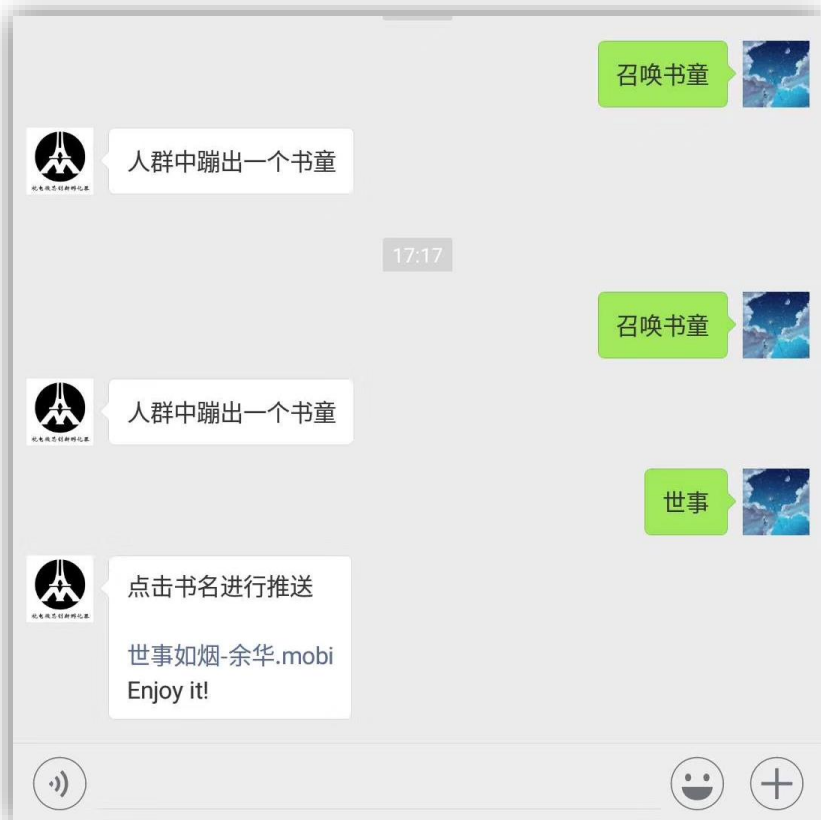 召唤书童
人群中蹦出一个书童
17:17
召唤书童
人群中蹦出一个书童
世事
点击书名进行推送
世事如烟-余华.mobi
Enjoy it!